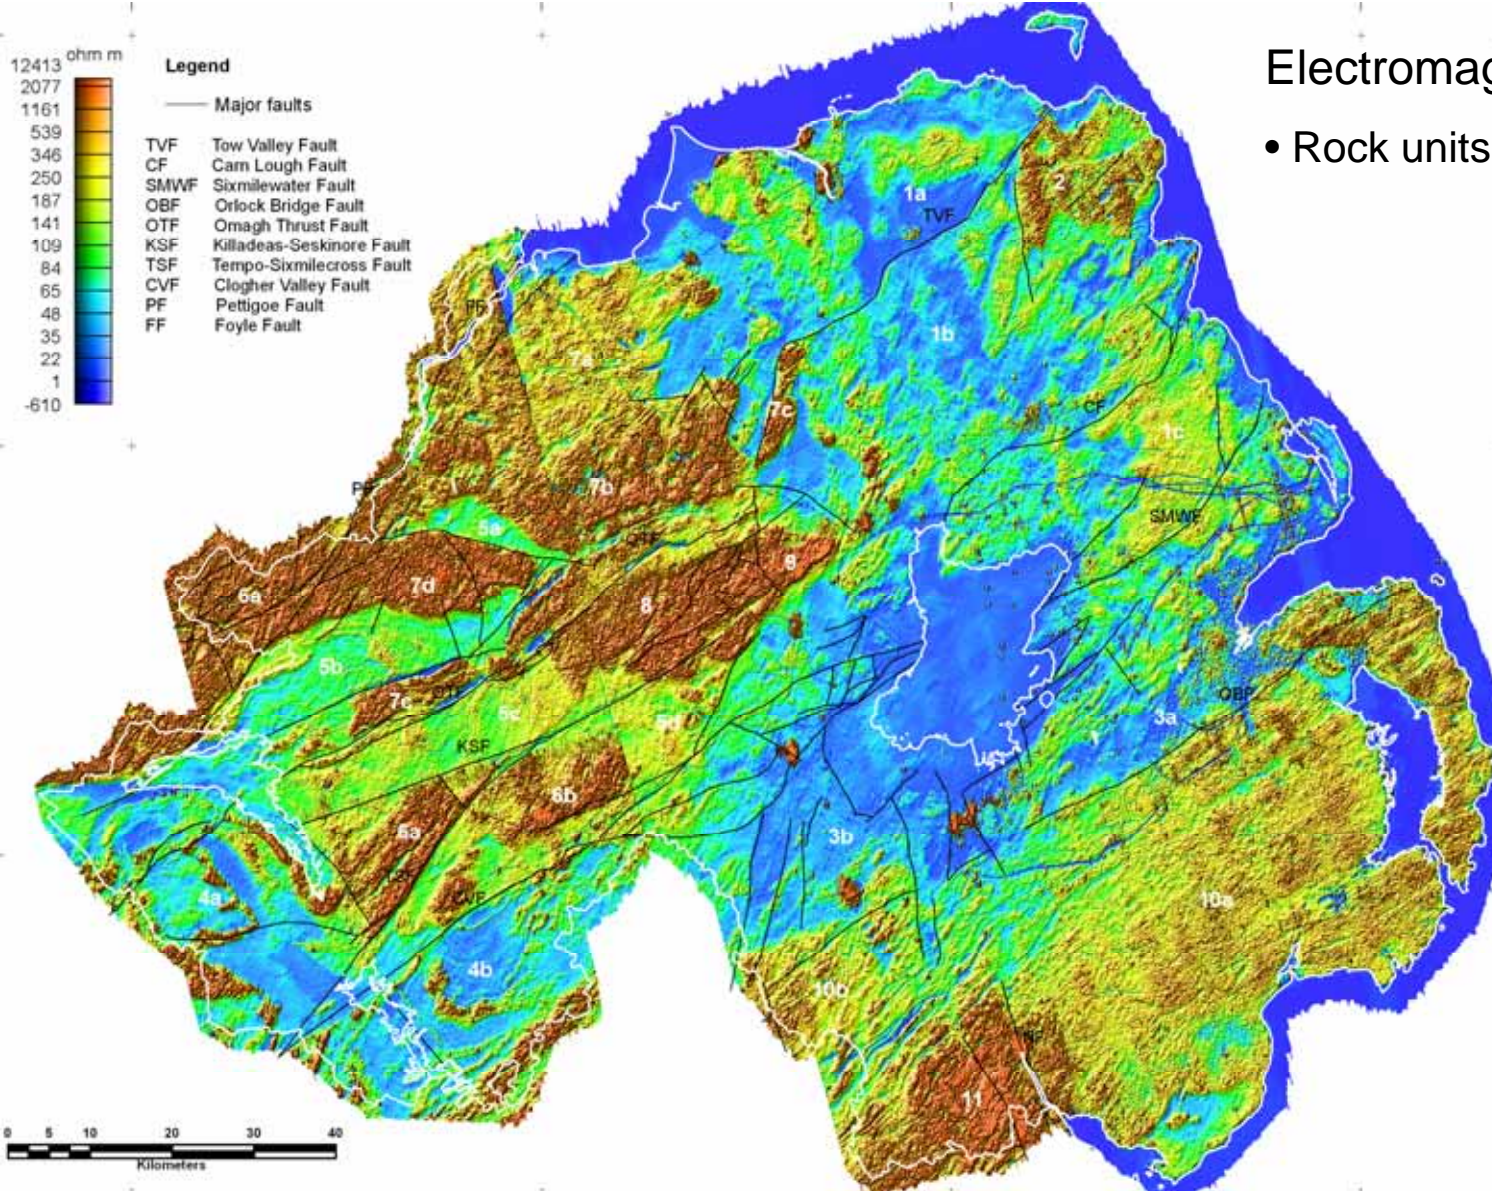 Electromag
• Rock units
ohm m
12413
2077
1161
539
346
250
187
141
109
84
65
48
35
22
1
-610
Legend
Major faults
TVF Tow Valley Fault
CF Carn Lough Fault
SMWF Sixmilewater Fault
OBF Orlock Bridge Fault
OTF Omagh Thrust Fault
KSF Killadeas-Seskinore Fault
TSF Tempo-Sixmilecross Fault
CVF Clogher Valley Fault
PF Pettigoe Fault
FF Foyle Fault
2
1a
TVF
FF
1b
7a
7c
CF
1c
7b
SMWF
5a
9
7d
6a
8
5b
7c
OTF
5c
5d
3a
OBF
KSF
6b
6a
3b
4a
10a
4b
10b
11
0 5 10 20 30 40
Kilometers